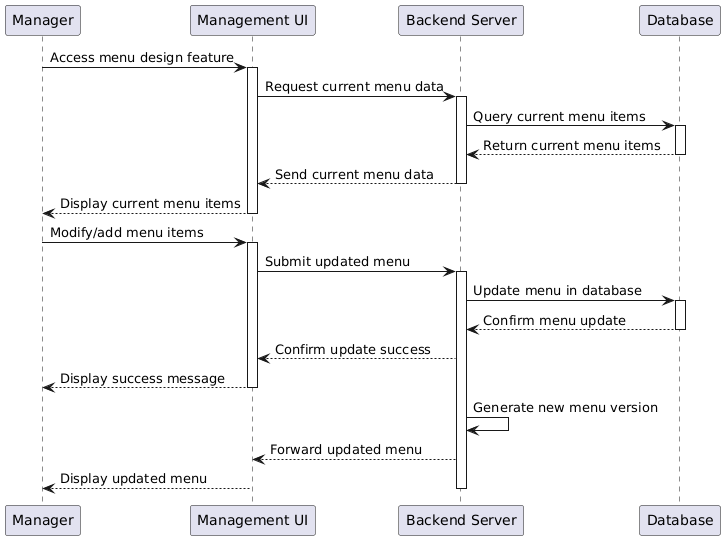 Manager
Management UI
Backend Server
Database
Access menu design feature
Request current menu data
Query current menu items
Return current menu items
Send current menu data
Display current menu items
Modify/add menu items
Submit updated menu
Update menu in database
Confirm menu update
Confirm update success
Display success message
Generate new menu version
Forward updated menu
Display updated menu
Manager
Management UI
Backend Server
Database